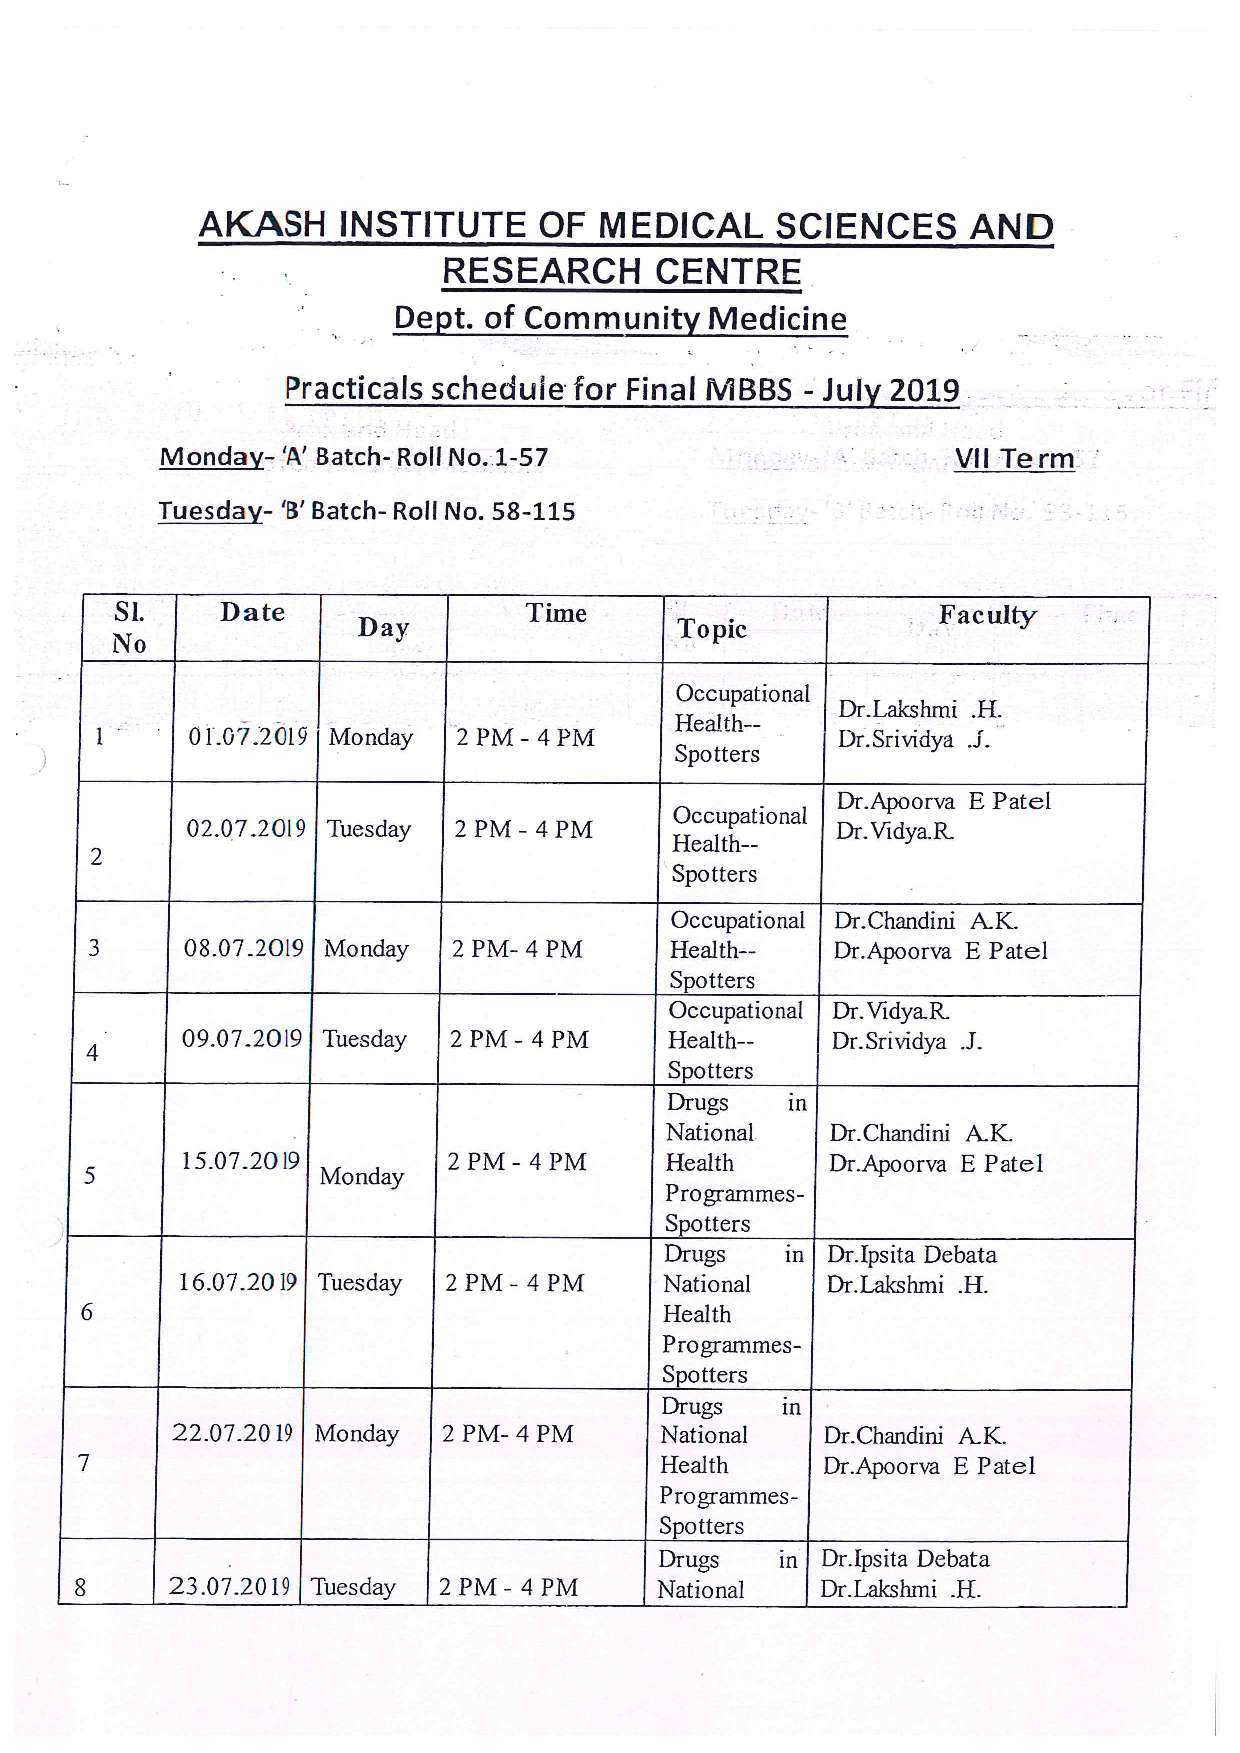 AKASH INSTITUTE OF MEDICAL SCIENCES AND
RESEARCH CENTRE
Dept. of Community Medicine
Practicals schedule for Final MBBS - July 2019
Monday- 'A' Batch- Roll No. 1-57 VII Term
Tuesday- 'B' Batch- Roll No. 58-115
Sl. No Date Day Time Topic Faculty
1 01.07.2019 Monday 2 PM - 4 PM
Occupational
Health--
Spotters
Dr.Lakshmi .H.
Dr.Srividya .J.
2 02.07.2019 Tuesday 2 PM - 4 PM
Occupational
Health--
Spotters
Dr.Apoorva E Patel
Dr.Vidya.R.
3 08.07.2019 Monday 2 PM- 4 PM
Occupational
Health--
Spotters
Dr.Chandini A.K.
Dr.Apoorva E Patel
4 09.07.2019 Tuesday 2 PM - 4 PM
Occupational
Health--
Spotters
Dr.Vidya.R.
Dr.Srividya .J.
5 15.07.2019 Monday 2 PM - 4 PM
Drugs in
National
Health
Programmes-
Spotters
Dr.Chandini A.K.
Dr.Apoorva E Patel
6 16.07.2019 Tuesday 2 PM - 4 PM
Drugs in
National
Health
Programmes-
Spotters
Dr.Ipsita Debata
Dr.Lakshmi .H.
7 22.07.2019 Monday 2 PM- 4 PM
Drugs in
National
Health
Programmes-
Spotters
Dr.Chandini A.K.
Dr.Apoorva E Patel
8 23.07.2019 Tuesday 2 PM - 4 PM
Drugs in
National
Dr.Ipsita Debata
Dr.Lakshmi .H.